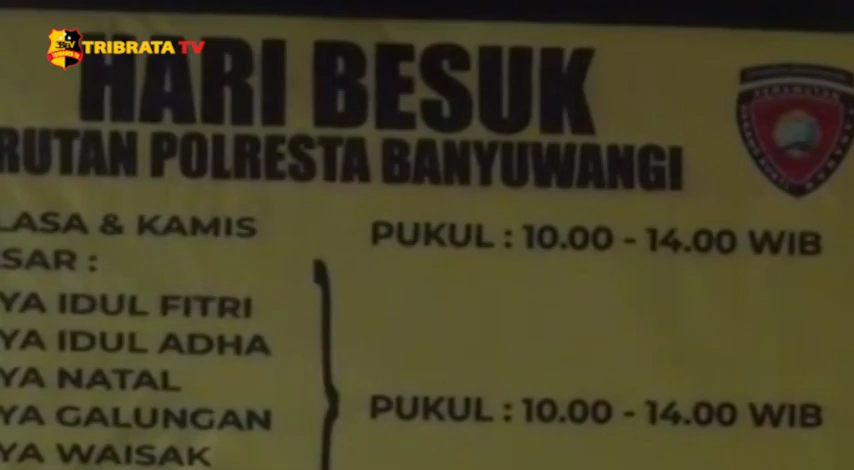 TRIBRATA TV
HARI BESUK
RUTAN POLRESTA BANYUWANGI
LASA & KAMIS PUKUL : 10.00 - 14.00 WIB
SAR :
YA IDUL FITRI
YA IDUL ADHA
YA NATAL
YA GALUNGAN PUKUL : 10.00 - 14.00 WIB
YA WAISAK